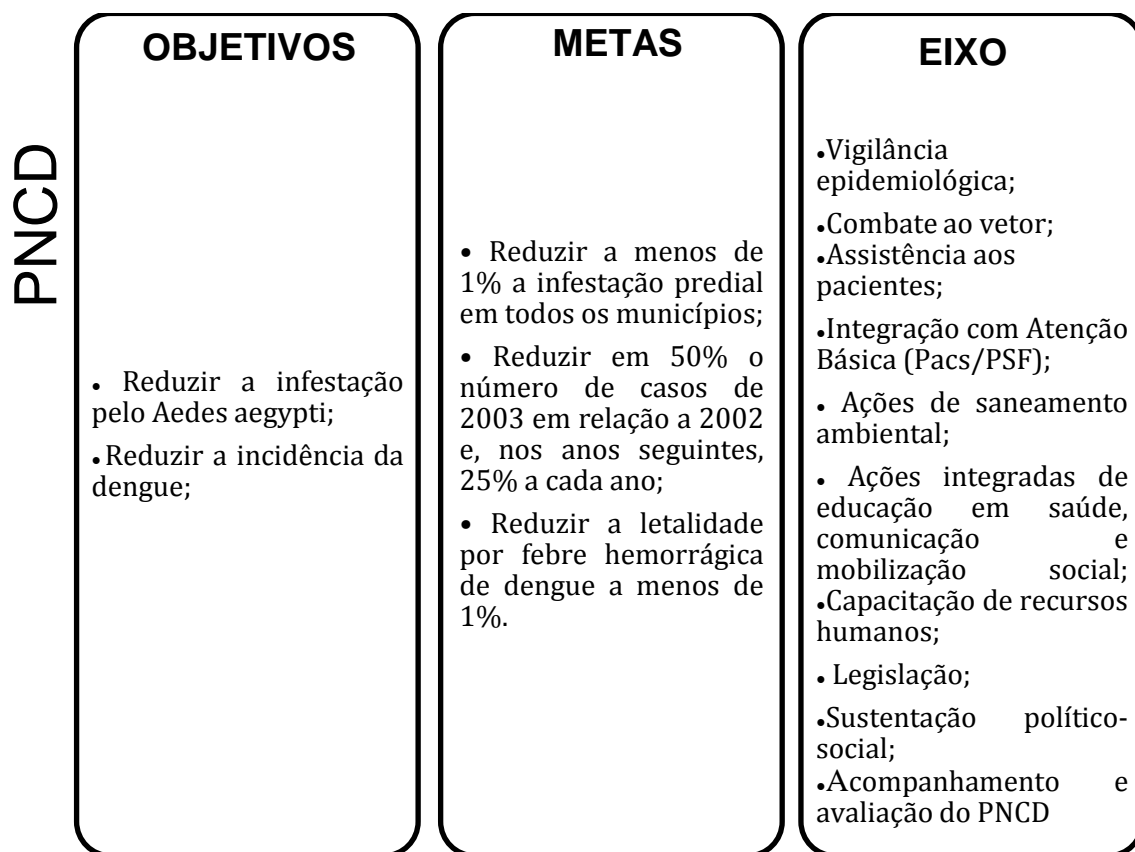 PNCD
OBJETIVOS
• Reduzir a infestação
pelo Aedes aegypti;
•Reduzir a incidência da
dengue;
METAS
• Reduzir a menos de
1% a infestação predial
em todos os municípios;
• Reduzir em 50% o
número de casos de
2003 em relação a 2002
e, nos anos seguintes,
25% a cada ano;
• Reduzir a letalidade
por febre hemorrágica
de dengue a menos de
1%.
EIXO
•Vigilância
epidemiológica;
•Combate ao vetor;
•Assistência aos
pacientes;
•Integração com Atenção
Básica (Pacs/PSF);
• Ações de saneamento
ambiental;
• Ações integradas de
educação em saúde,
comunicação e
mobilização social;
•Capacitação de recursos
humanos;
• Legislação;
•Sustentação político-
social;
•Acompanhamento e
avaliação do PNCD